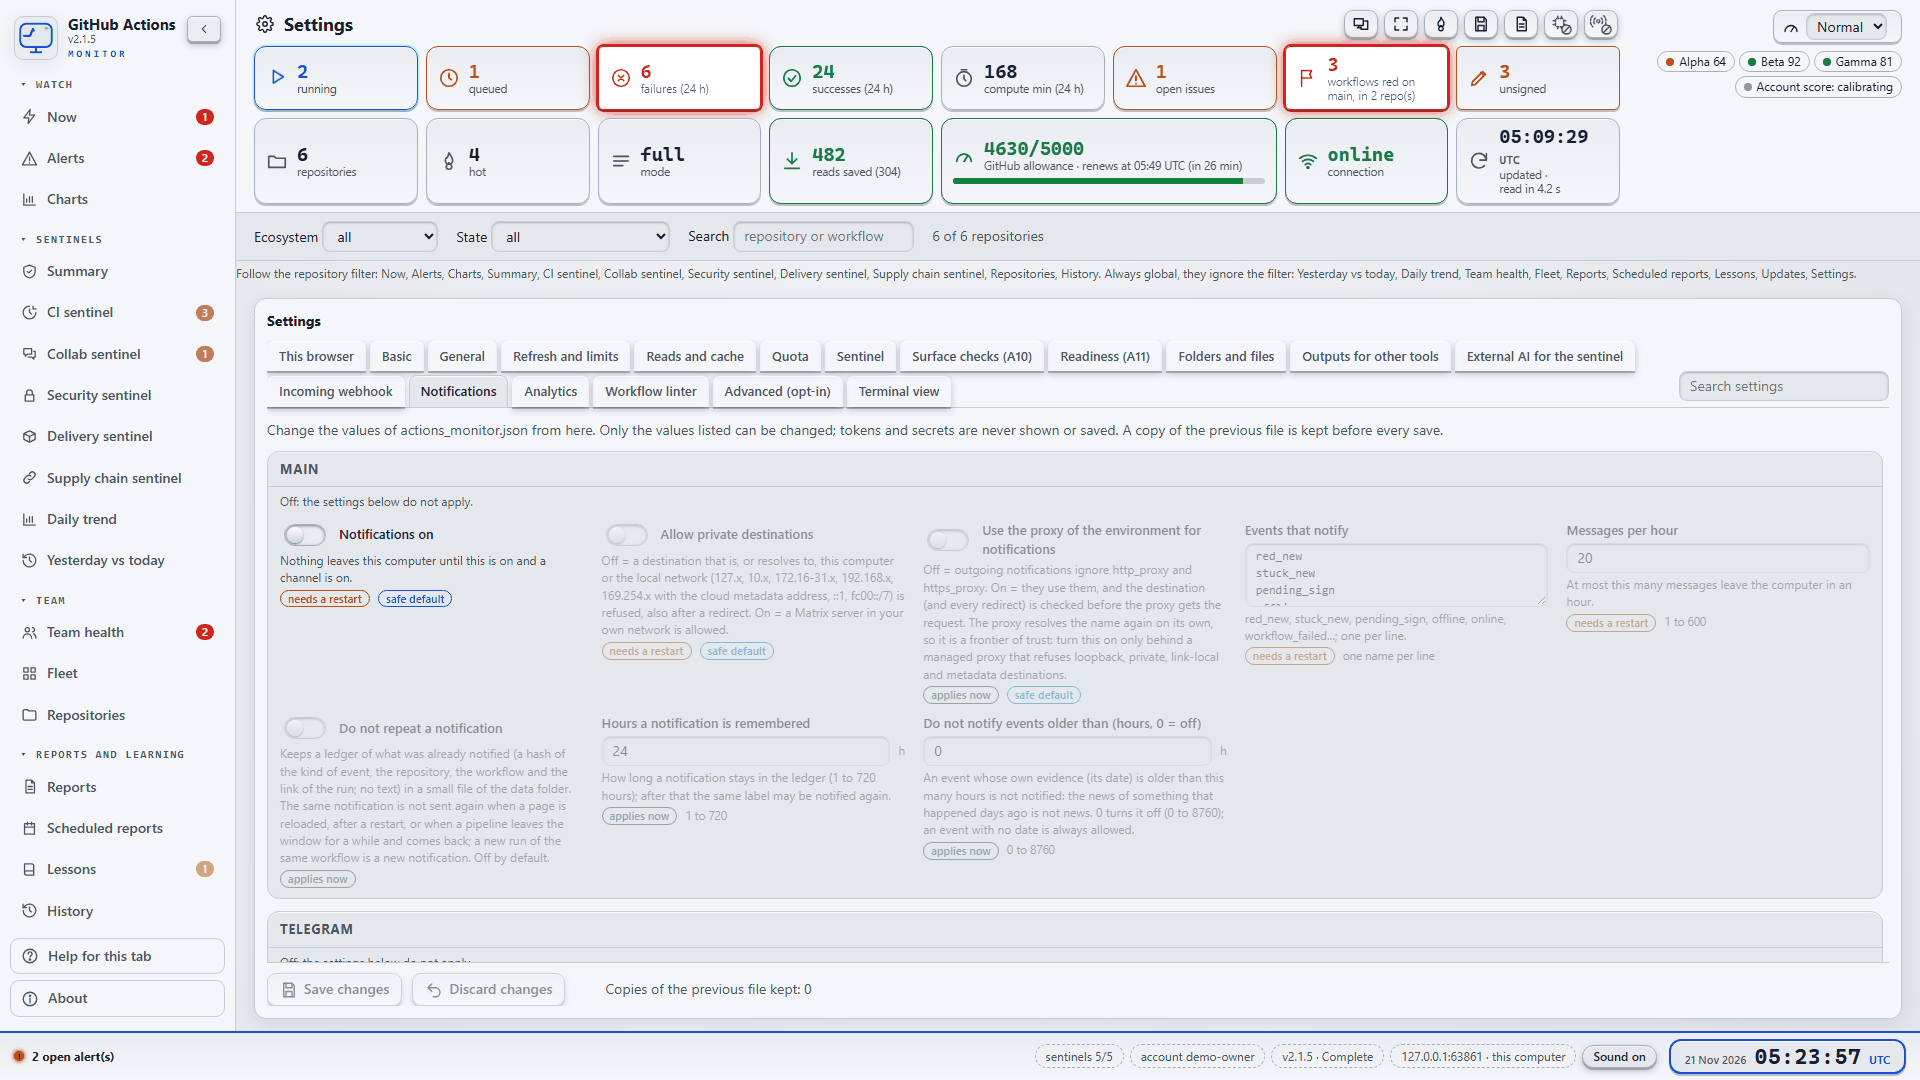 GitHub Actions
v2.1.5
MONITOR
WATCH
Now 1
Alerts 2
Charts
SENTINELS
Summary
CI sentinel 3
Collab sentinel 1
Security sentinel
Delivery sentinel
Supply chain sentinel
Daily trend
Yesterday vs today
TEAM
Team health 2
Fleet
Repositories
REPORTS AND LEARNING
Reports
Scheduled reports
Lessons 1
History
Help for this tab
About
Settings
Normal
Alpha 64
Beta 92
Gamma 81
Account score: calibrating
2
running
1
queued
6
failures (24 h)
24
successes (24 h)
168
compute min (24 h)
1
open issues
3
workflows red on
main, in 2 repo(s)
3
unsigned
6
repositories
4
hot
full
mode
482
reads saved (304)
4630/5000
GitHub allowance · renews at 05:49 UTC (in 26 min)
online
connection
05:09:29
UTC
updated ·
read in 4.2 s
Ecosystem all State all Search repository or workflow 6 of 6 repositories
Follow the repository filter: Now, Alerts, Charts, Summary, CI sentinel, Collab sentinel, Security sentinel, Delivery sentinel, Supply chain sentinel, Repositories, History. Always global, they ignore the filter: Yesterday vs today, Daily trend, Team health, Fleet, Reports, Scheduled reports, Lessons, Updates, Settings.
Settings
This browser Basic General Refresh and limits Reads and cache Quota Sentinel Surface checks (A10) Readiness (A11) Folders and files Outputs for other tools External AI for the sentinel
Incoming webhook Notifications Analytics Workflow linter Advanced (opt-in) Terminal view
Search settings
Change the values of actions_monitor.json from here. Only the values listed can be changed; tokens and secrets are never shown or saved. A copy of the previous file is kept before every save.
MAIN
Off: the settings below do not apply.
Notifications on
Nothing leaves this computer until this is on and a
channel is on.
needs a restart safe default
Allow private destinations
Off = a destination that is, or resolves to, this computer
or the local network (127.x, 10.x, 172.16-31.x, 192.168.x,
169.254.x with the cloud metadata address, ::1, fc00::/7) is
refused, also after a redirect. On = a Matrix server in your
own network is allowed.
needs a restart safe default
Use the proxy of the environment for
notifications
Off = outgoing notifications ignore http_proxy and
https_proxy. On = they use them, and the destination
(and every redirect) is checked before the proxy gets the
request. The proxy resolves the name again on its own,
so it is a frontier of trust: turn this on only behind a
managed proxy that refuses loopback, private, link-local
and metadata destinations.
applies now safe default
Events that notify
red_new
stuck_new
pending_sign
red_new, stuck_new, pending_sign, offline, online,
workflow_failed...; one per line.
needs a restart one name per line
Messages per hour
20
At most this many messages leave the computer in an
hour.
needs a restart 1 to 600
Do not repeat a notification
Keeps a ledger of what was already notified (a hash of
the kind of event, the repository, the workflow and the
link of the run; no text) in a small file of the data folder.
The same notification is not sent again when a page is
reloaded, after a restart, or when a pipeline leaves the
window for a while and comes back; a new run of the
same workflow is a new notification. Off by default.
applies now
Hours a notification is remembered
24 h
How long a notification stays in the ledger (1 to 720
hours); after that the same label may be notified again.
applies now 1 to 720
Do not notify events older than (hours, 0 = off)
0 h
An event whose own evidence (its date) is older than this
many hours is not notified: the news of something that
happened days ago is not news. 0 turns it off (0 to 8760);
an event with no date is always allowed.
applies now 0 to 8760
TELEGRAM
Off: the settings below do not apply.
Save changes Discard changes Copies of the previous file kept: 0
2 open alert(s)
sentinels 5/5 account demo-owner v2.1.5 · Complete 127.0.0.1:63861 · this computer Sound on 21 Nov 2026 05:23:57 UTC